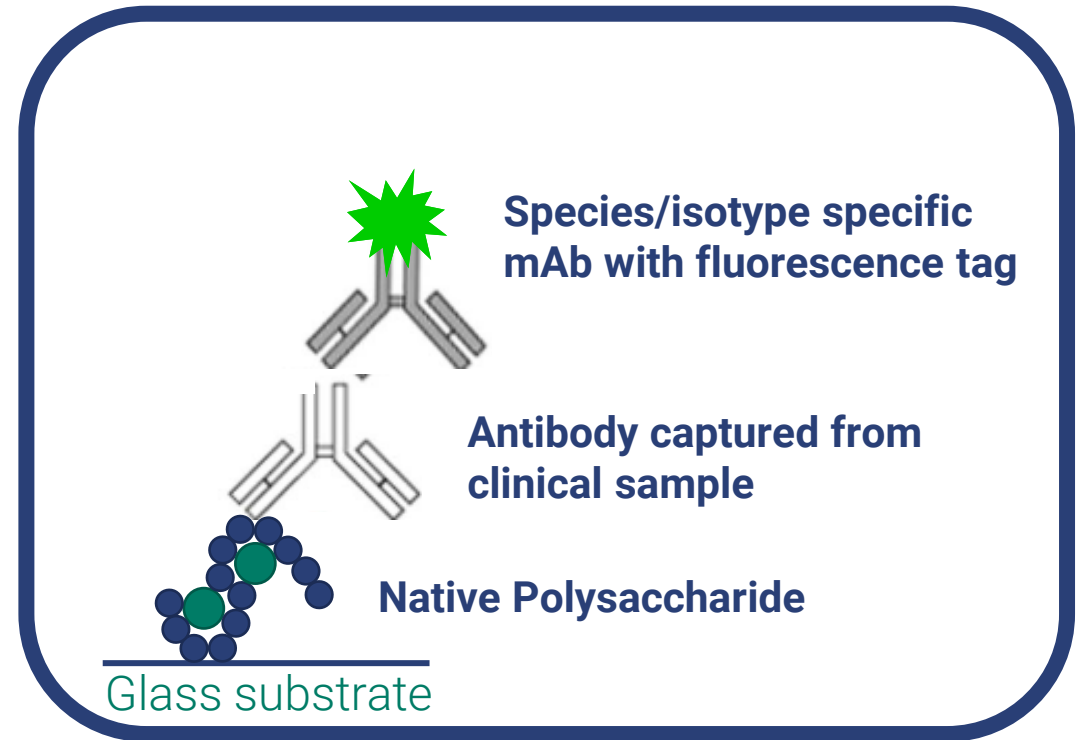 Species/isotype specific
mAb with fluorescence tag
Antibody captured from
clinical sample
Native Polysaccharide
Glass substrate